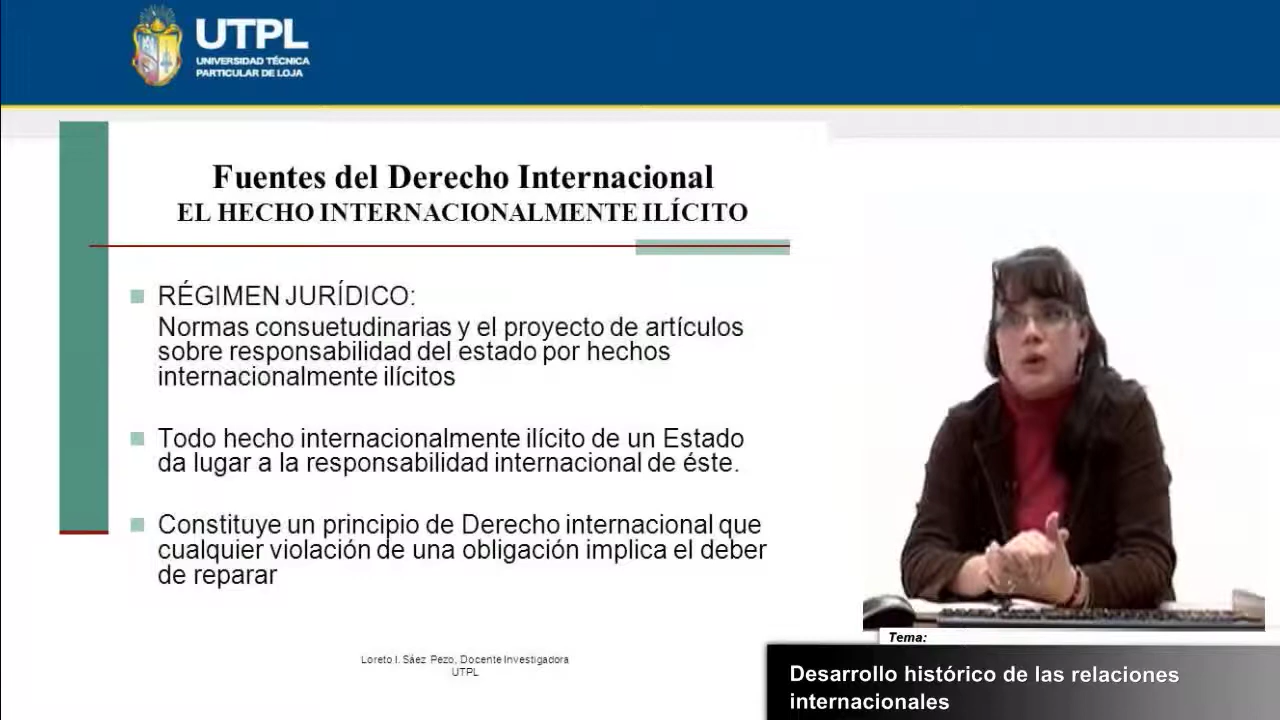 UTPL
UNIVERSIDAD TÉCNICA
PARTICULAR DE LOJA
Fuentes del Derecho Internacional
EL HECHO INTERNACIONALMENTE ILÍCITO
RÉGIMEN JURÍDICO:
Normas consuetudinarias y el proyecto de artículos
sobre responsabilidad del estado por hechos
internacionalmente ilícitos
Todo hecho internacionalmente ilícito de un Estado
da lugar a la responsabilidad internacional de éste.
Constituye un principio de Derecho internacional que
cualquier violación de una obligación implica el deber
de reparar
Loreto I. Sáez Pezo, Docente Investigadora
UTPL
Tema:
Desarrollo histórico de las relaciones
internacionales